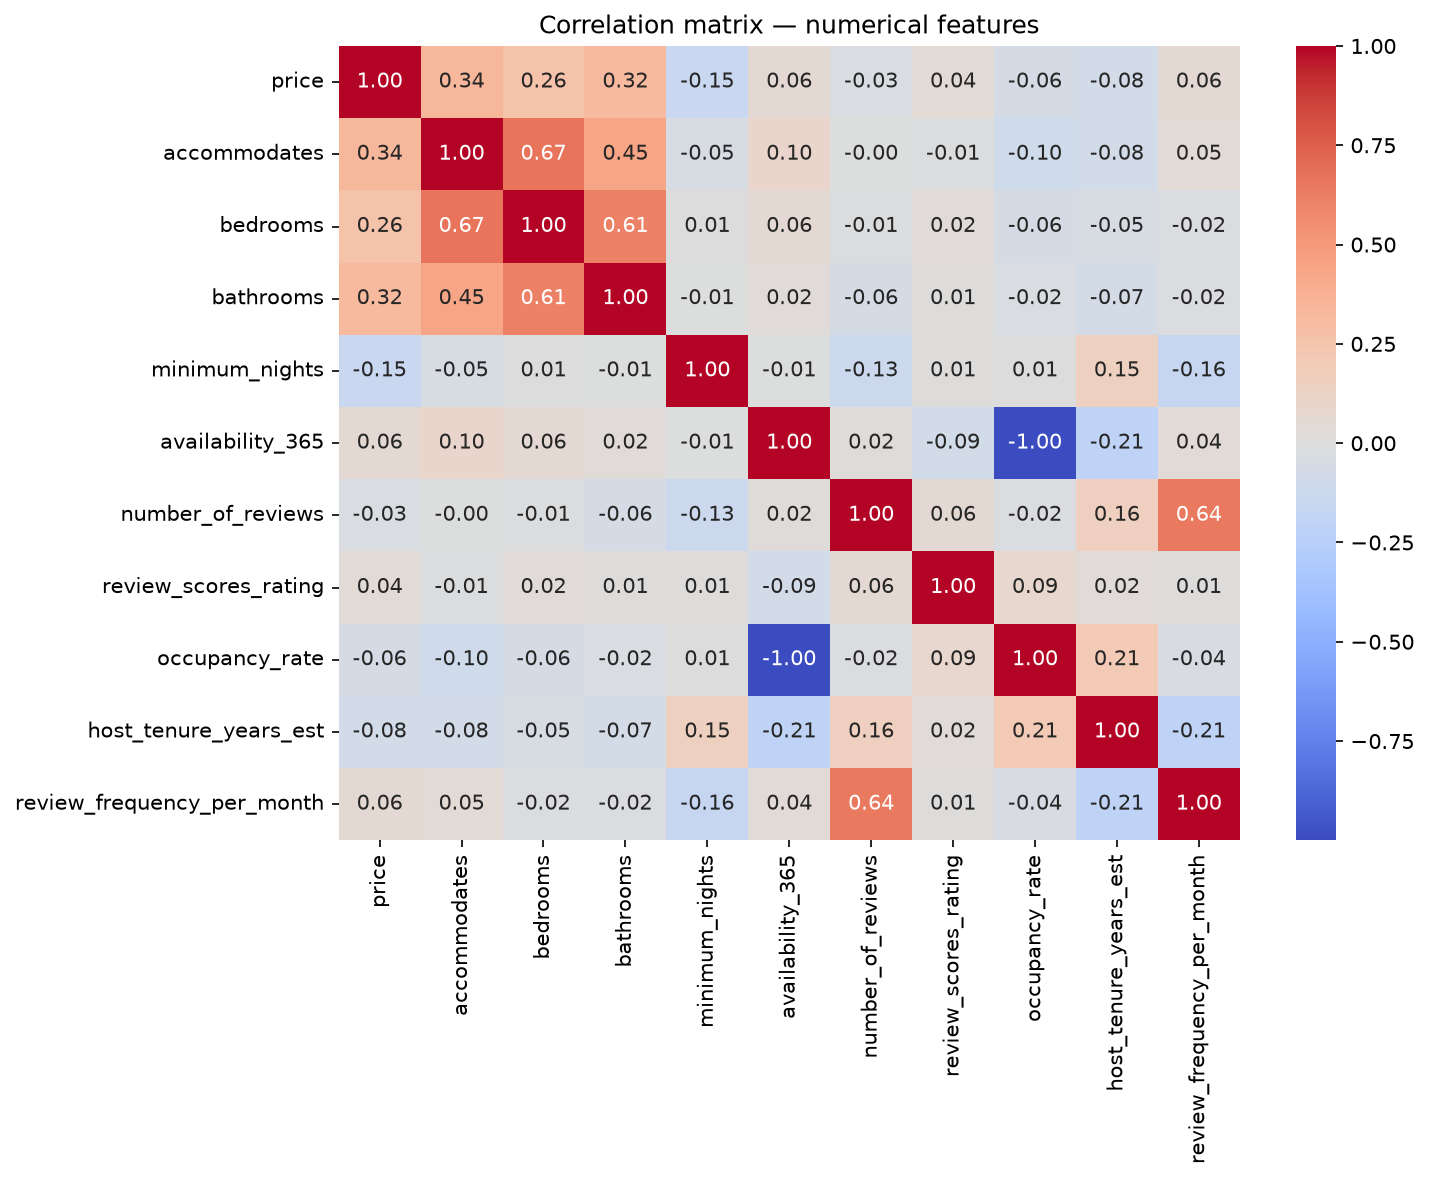 Correlation matrix — numerical features
price 1.00 0.34 0.26 0.32 -0.15 0.06 -0.03 0.04 -0.06 -0.08 0.06
accommodates 0.34 1.00 0.67 0.45 -0.05 0.10 -0.00 -0.01 -0.10 -0.08 0.05
bedrooms 0.26 0.67 1.00 0.61 0.01 0.06 -0.01 0.02 -0.06 -0.05 -0.02
bathrooms 0.32 0.45 0.61 1.00 -0.01 0.02 -0.06 0.01 -0.02 -0.07 -0.02
minimum_nights -0.15 -0.05 0.01 -0.01 1.00 -0.01 -0.13 0.01 0.01 0.15 -0.16
availability_365 0.06 0.10 0.06 0.02 -0.01 1.00 0.02 -0.09 -1.00 -0.21 0.04
number_of_reviews -0.03 -0.00 -0.01 -0.06 -0.13 0.02 1.00 0.06 -0.02 0.16 0.64
review_scores_rating 0.04 -0.01 0.02 0.01 0.01 -0.09 0.06 1.00 0.09 0.02 0.01
occupancy_rate -0.06 -0.10 -0.06 -0.02 0.01 -1.00 -0.02 0.09 1.00 0.21 -0.04
host_tenure_years_est -0.08 -0.08 -0.05 -0.07 0.15 -0.21 0.16 0.02 0.21 1.00 -0.21
review_frequency_per_month 0.06 0.05 -0.02 -0.02 -0.16 0.04 0.64 0.01 -0.04 -0.21 1.00
price
accommodates
bedrooms
bathrooms
minimum_nights
availability_365
number_of_reviews
review_scores_rating
occupancy_rate
host_tenure_years_est
review_frequency_per_month
1.00
0.75
0.50
0.25
0.00
−0.25
−0.50
−0.75